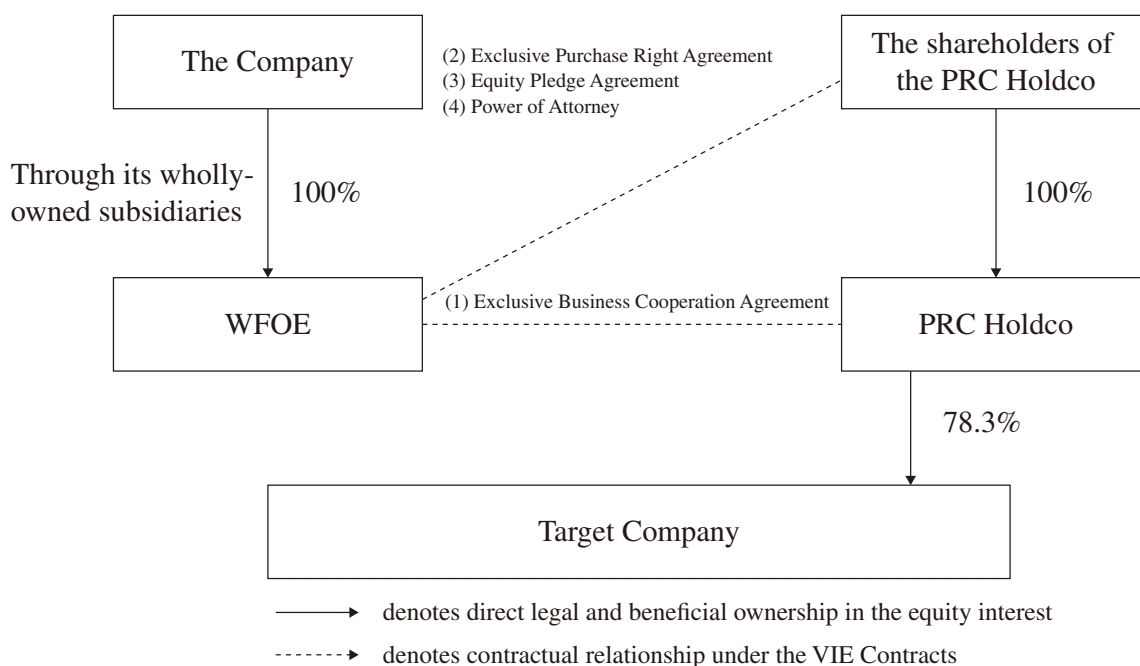 The Company
(2) Exclusive Purchase Right Agreement
(3) Equity Pledge Agreement
(4) Power of Attorney
The shareholders of
the PRC Holdco
Through its wholly-
owned subsidiaries
100%
100%
WFOE
(1) Exclusive Business Cooperation Agreement
PRC Holdco
78.3%
Target Company
denotes direct legal and beneficial ownership in the equity interest
denotes contractual relationship under the VIE Contracts